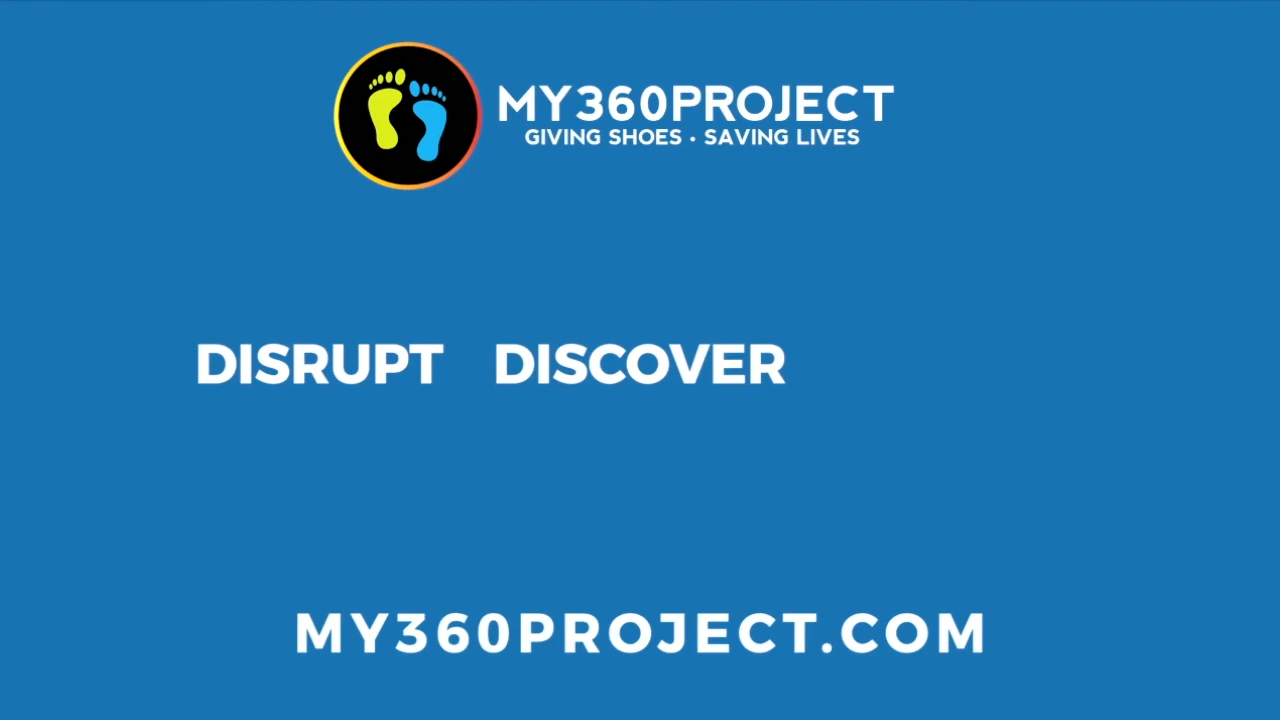 MY360PROJECT
GIVING SHOES • SAVING LIVES
DISRUPT DISCOVER
MY360PROJECT.COM